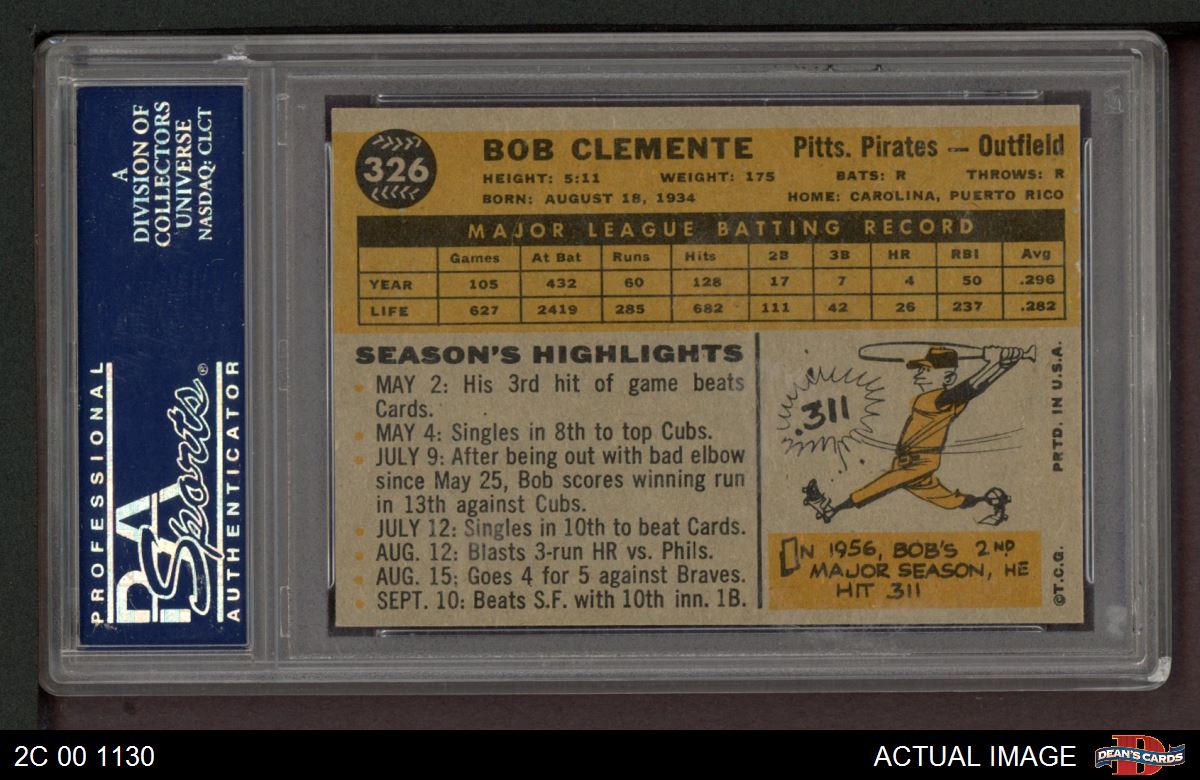 A
DIVISION OF
COLLECTORS
UNIVERSE
NASDAQ: CLCT
PROFESSIONAL
PSA
Sports®
AUTHENTICATOR
326
BOB CLEMENTE Pitts. Pirates — Outfield
HEIGHT: 5:11 WEIGHT: 175 BATS: R THROWS: R
BORN: AUGUST 18, 1934 HOME: CAROLINA, PUERTO RICO
MAJOR LEAGUE BATTING RECORD
Games At Bat Runs Hits 2B 3B HR RBI Avg
YEAR 105 432 60 128 17 7 4 50 .296
LIFE 627 2419 285 682 111 42 26 237 .282
SEASON'S HIGHLIGHTS
MAY 2: His 3rd hit of game beats
Cards.
MAY 4: Singles in 8th to top Cubs.
JULY 9: After being out with bad elbow
since May 25, Bob scores winning run
in 13th against Cubs.
JULY 12: Singles in 10th to beat Cards.
AUG. 12: Blasts 3-run HR vs. Phils.
AUG. 15: Goes 4 for 5 against Braves.
SEPT. 10: Beats S.F. with 10th inn. 1B.
.311
IN 1956, BOB'S 2ND
MAJOR SEASON, HE
HIT .311
PRTD. IN U.S.A.
©T.C.G.
2C 00 1130
ACTUAL IMAGE
DEAN'S CARDS